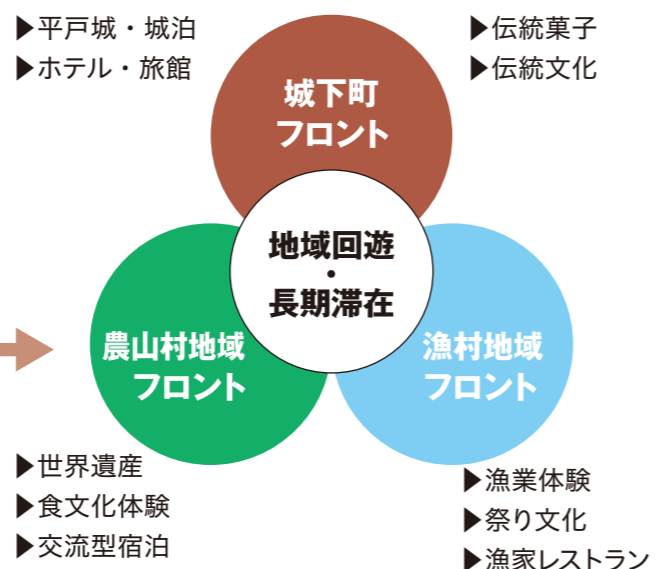 ▶平戸城・城泊
▶ホテル・旅館
▶伝統菓子
▶伝統文化
城下町
フロント
地域回遊
・
長期滞在
農山村地域
フロント
漁村地域
フロント
▶世界遺産
▶食文化体験
▶交流型宿泊
▶漁業体験
▶祭り文化
▶漁家レストラン